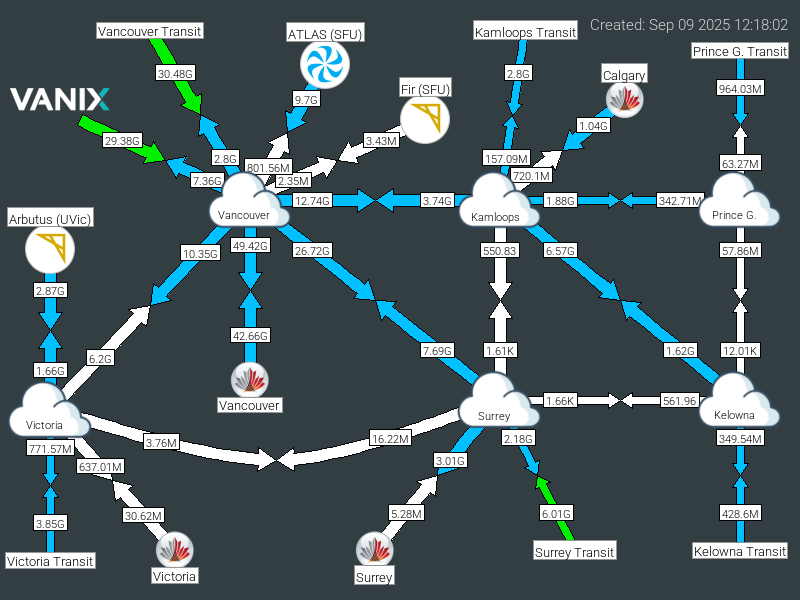 Created: Sep 09 2025 12:18:02
Vancouver Transit
ATLAS (SFU)
Kamloops Transit
Prince G. Transit
30.48G
2.8G
Calgary
Fir (SFU)
964.03M
VANIX
9.7G
1.04G
29.38G
3.43M
2.8G
157.09M
63.27M
801.56M
720.1M
7.36G
2.35M
12.74G
3.74G
1.88G
342.71M
Arbutus (UVic)
Vancouver
Kamloops
Prince G.
10.35G
49.42G
26.72G
550.83
6.57G
57.86M
2.87G
42.66G
6.2G
7.69G
1.61K
1.62G
12.01K
1.66G
Vancouver
1.66K
561.96
Victoria
Surrey
Kelowna
3.76M
16.22M
2.18G
349.54M
771.57M
637.01M
3.01G
30.62M
5.28M
6.01G
428.6M
3.85G
Victoria Transit
Victoria
Surrey
Surrey Transit
Kelowna Transit